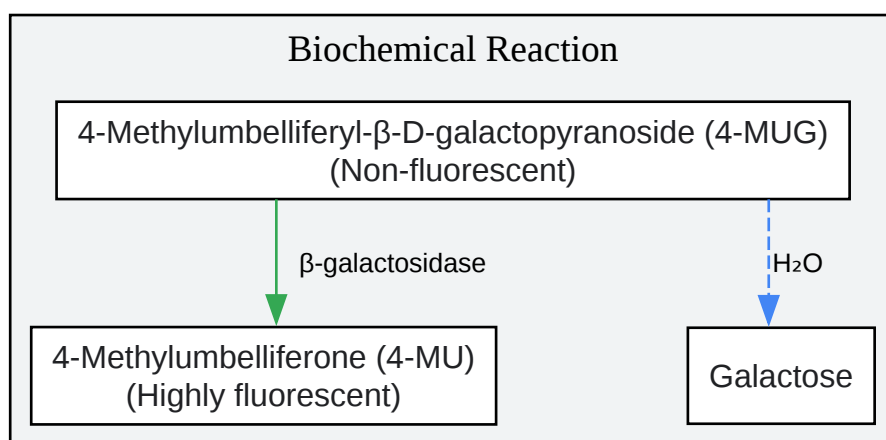 Biochemical Reaction
4-Methylumbelliferyl-β-D-galactopyranoside (4-MUG)
(Non-fluorescent)
β-galactosidase
H₂O
4-Methylumbelliferone (4-MU)
(Highly fluorescent)
Galactose